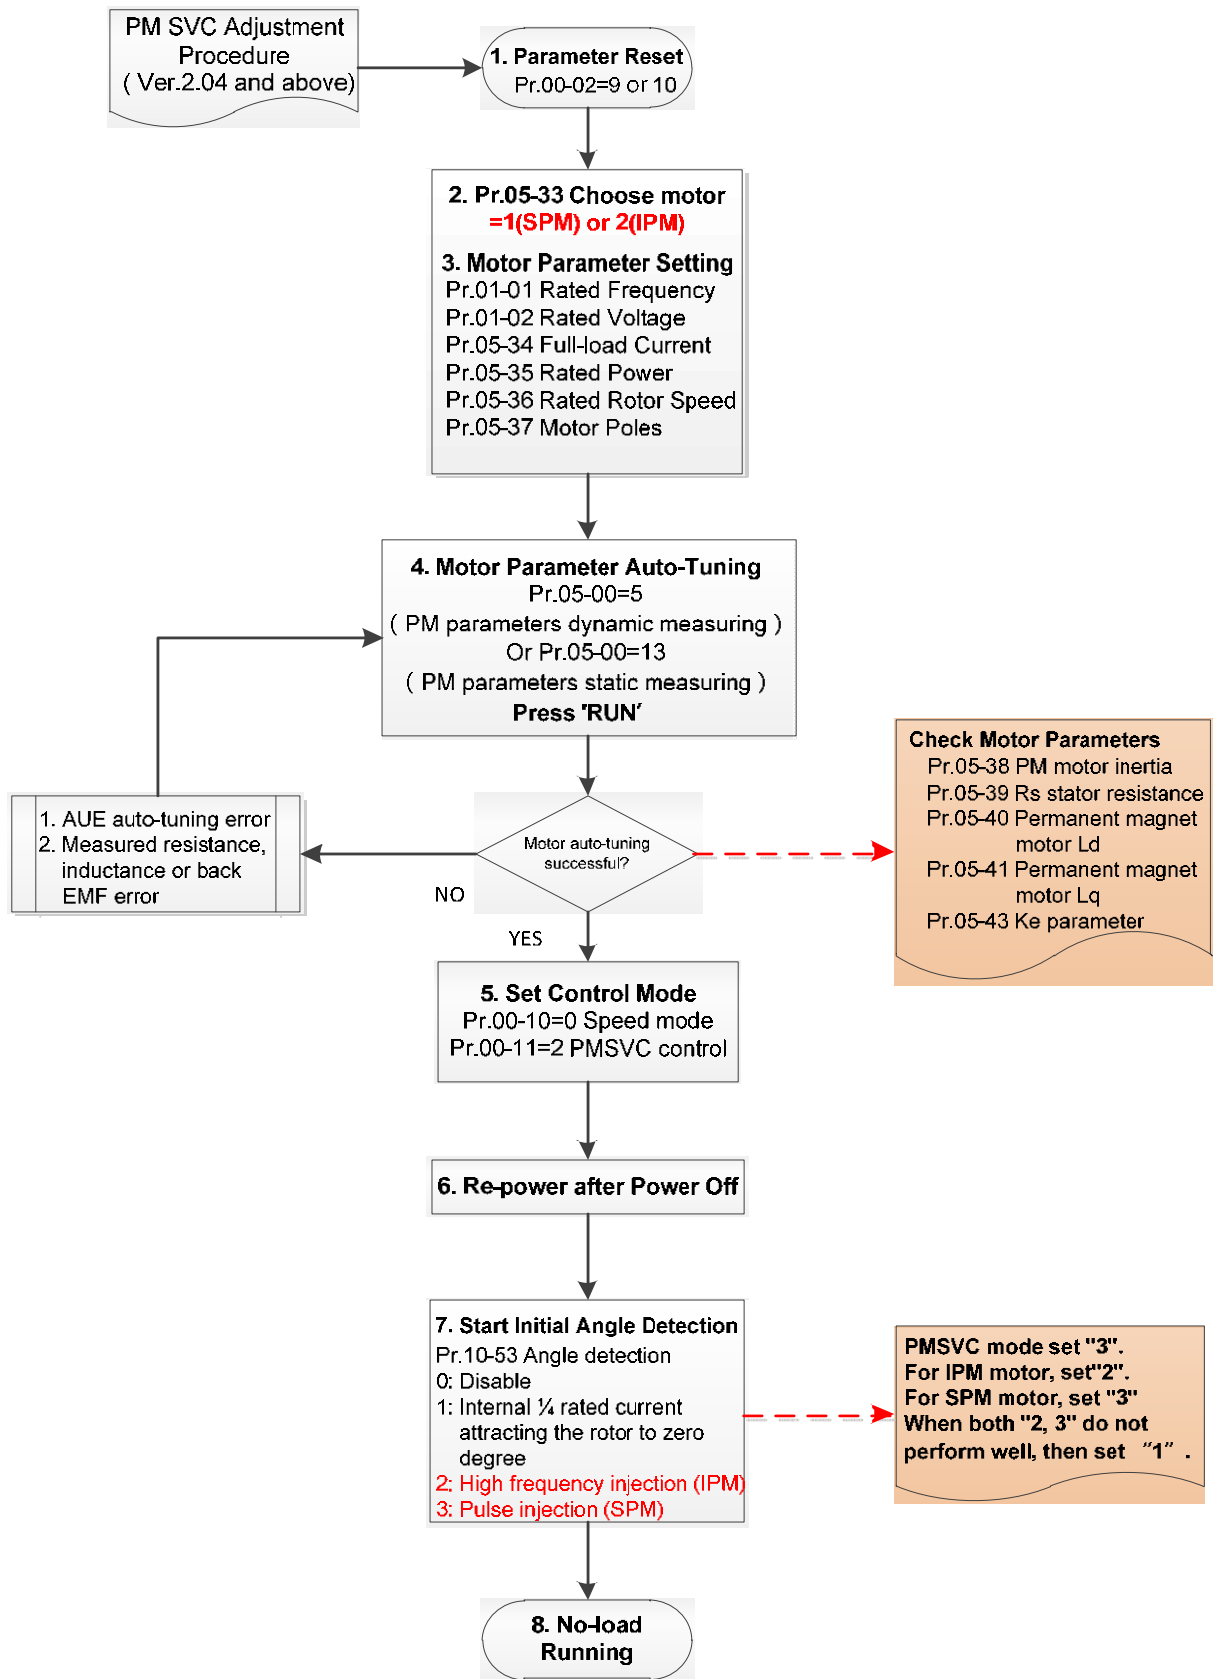 PM SVC Adjustment
Procedure
( Ver.2.04 and above)
1. Parameter Reset
Pr.00-02=9 or 10
2. Pr.05-33 Choose motor
=1(SPM) or 2(IPM)
3. Motor Parameter Setting
Pr.01-01 Rated Frequency
Pr.01-02 Rated Voltage
Pr.05-34 Full-load Current
Pr.05-35 Rated Power
Pr.05-36 Rated Rotor Speed
Pr.05-37 Motor Poles
4. Motor Parameter Auto-Tuning
Pr.05-00=5
( PM parameters dynamic measuring )
Or Pr.05-00=13
( PM parameters static measuring )
Press 'RUN'
Motor auto-tuning
successful?
NO
YES
1. AUE auto-tuning error
2. Measured resistance,
inductance or back
EMF error
Check Motor Parameters
Pr.05-38 PM motor inertia
Pr.05-39 Rs stator resistance
Pr.05-40 Permanent magnet
motor Ld
Pr.05-41 Permanent magnet
motor Lq
Pr.05-43 Ke parameter
5. Set Control Mode
Pr.00-10=0 Speed mode
Pr.00-11=2 PMSVC control
6. Re-power after Power Off
7. Start Initial Angle Detection
Pr.10-53 Angle detection
0: Disable
1: Internal ¼ rated current
attracting the rotor to zero
degree
2: High frequency injection (IPM)
3: Pulse injection (SPM)
PMSVC mode set "3".
For IPM motor, set"2".
For SPM motor, set "3"
When both "2, 3" do not
perform well, then set "1" .
8. No-load
Running